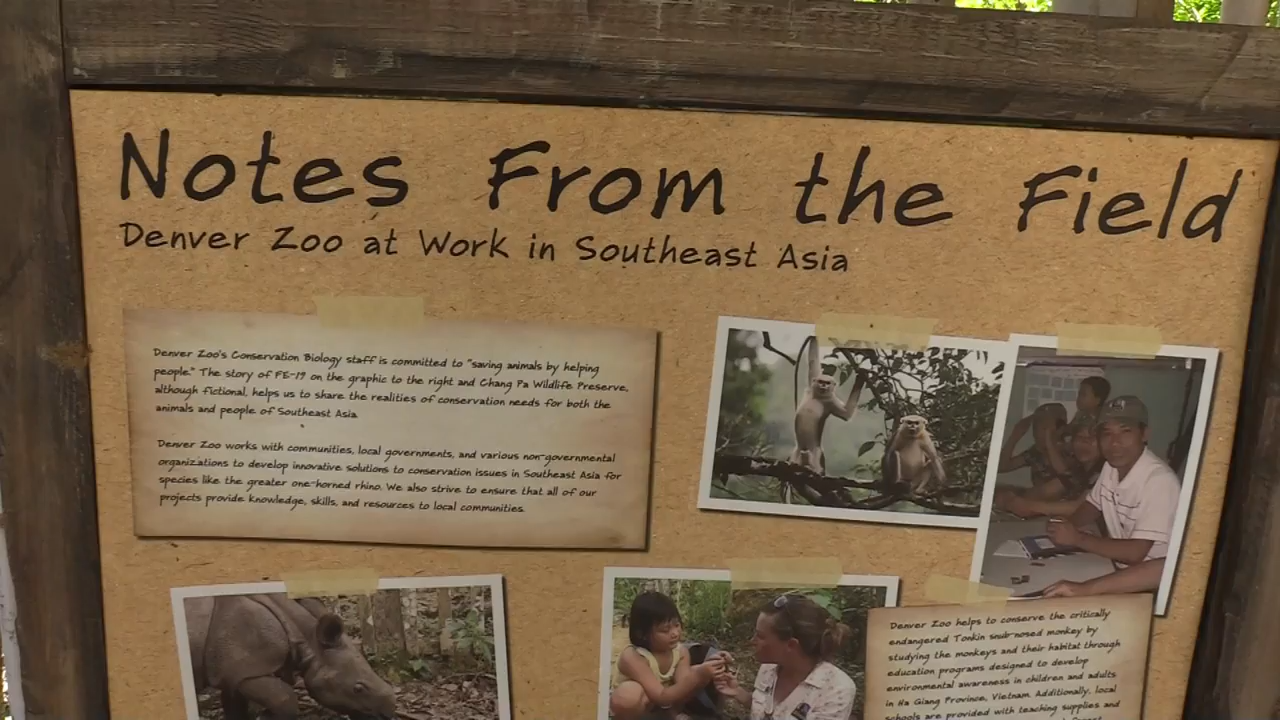 Notes From the Field
Denver Zoo at Work in Southeast Asia
Denver Zoo's Conservation Biology staff is committed to "saving animals by helping
people." The story of FE-19 on the graphic to the right and Chang Pa Wildlife Preserve,
although fictional, helps us to share the realities of conservation needs for both the
animals and people of Southeast Asia.
Denver Zoo works with communities, local governments, and various non-governmental
organizations to develop innovative solutions to conservation issues in Southeast Asia for
species like the greater one-horned rhino. We also strive to ensure that all of our
projects provide knowledge, skills, and resources to local communities.
Denver Zoo helps to conserve the critically
endangered Tonkin snub-nosed monkey by
studying the monkeys and their habitat through
education programs designed to develop
environmental awareness in children and adults
in Ha Giang Province, Vietnam. Additionally, local
schools are provided with teaching supplies and